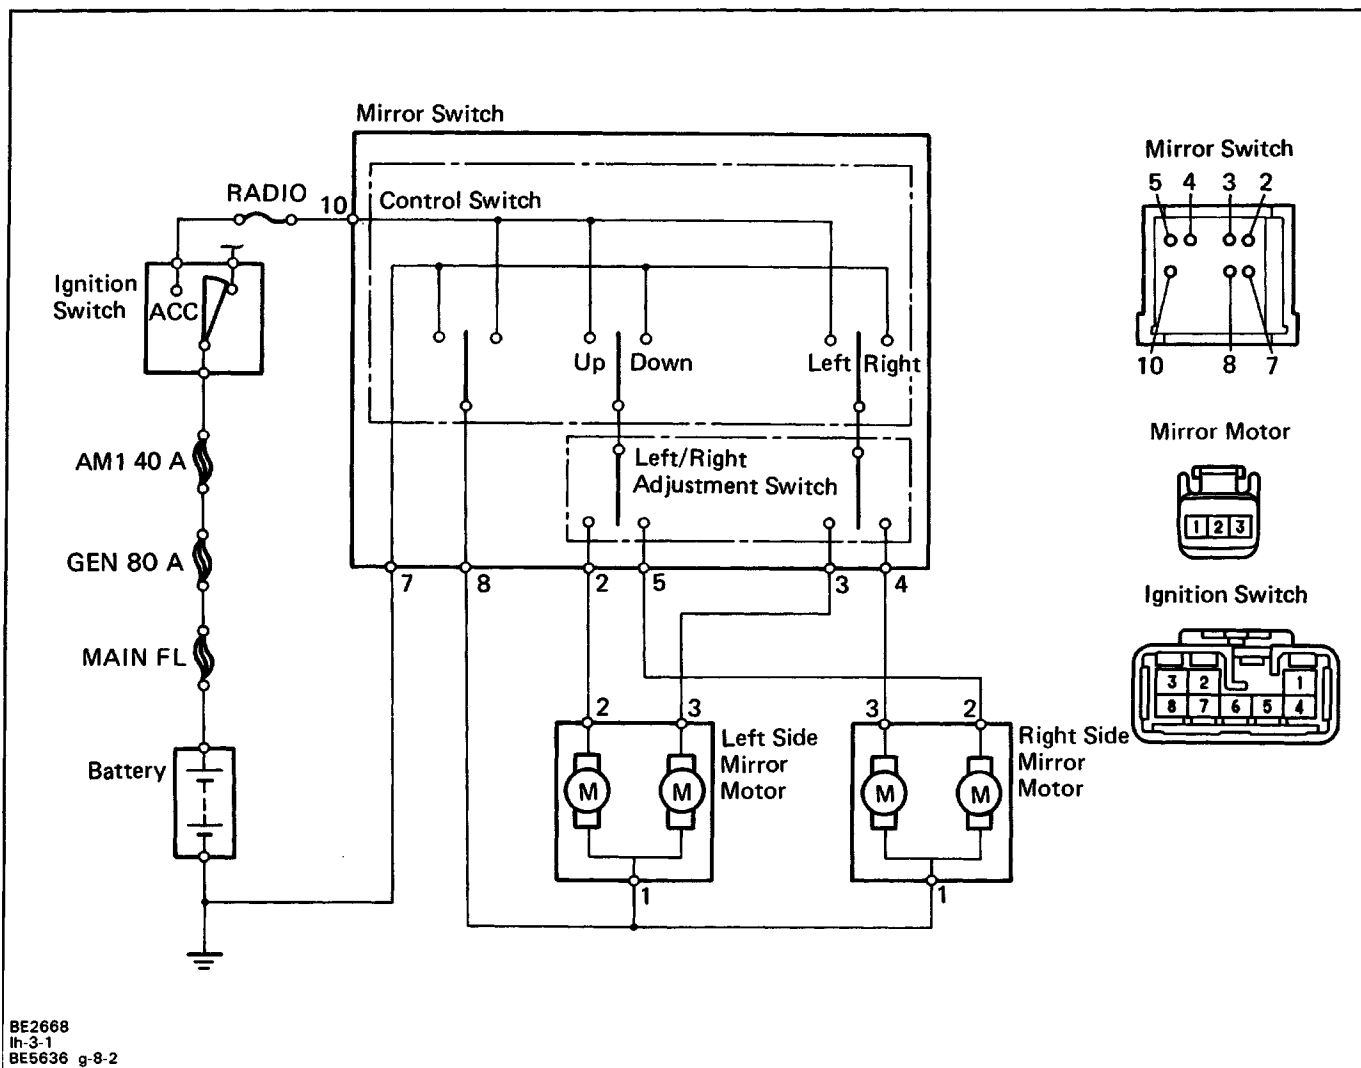 Mirror Switch
RADIO
10
Control Switch
Ignition
Switch
ACC
Up
Down
Left
Right
AM1 40 A
Left/Right
Adjustment Switch
GEN 80 A
7
8
2
5
3
4
MAIN FL
2
3
3
2
Left Side
Mirror
Motor
Right Side
Mirror
Motor
Battery
M
M
M
M
1
1
Mirror Switch
5 4 3 2
10 8 7
Mirror Motor
1 2 3
Ignition Switch
3 2 1
8 7 6 5 4
BE2668
lh-3-1
BE5636 g-8-2